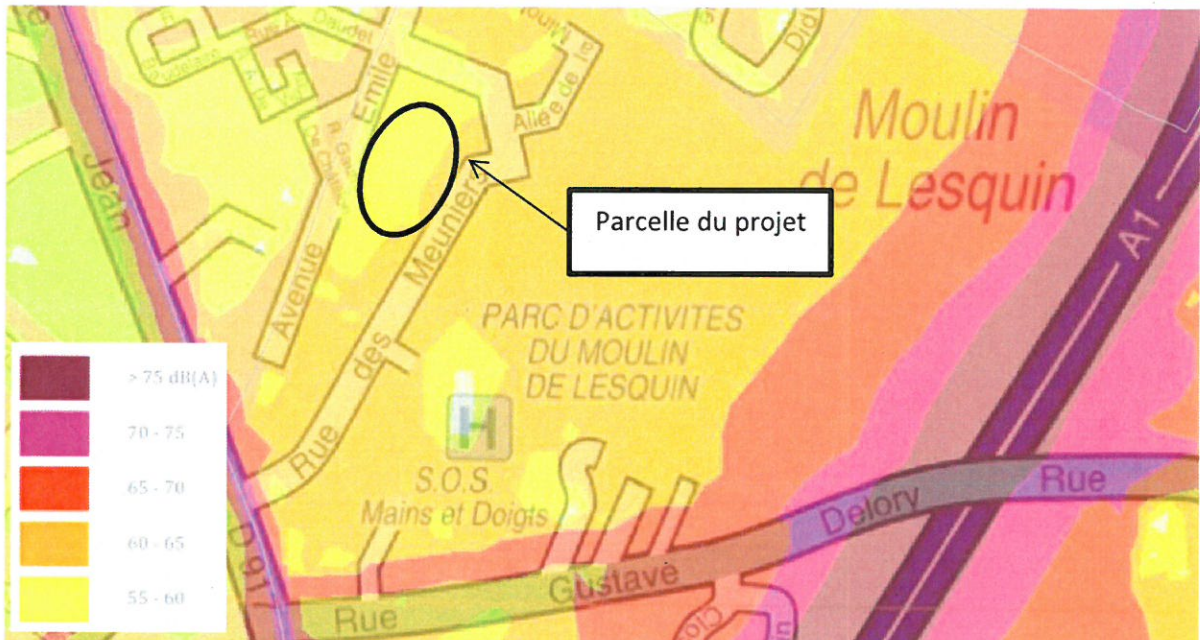 Rue A
Daudet
Emile
Allée de la
Moulin
de Lesquin
Jean
Avenue
Rue
des
Meuniers
Parcelle du projet
A1
PARC D'ACTIVITES
DU MOULIN
DE LESQUIN
H
S.O.S.
Mains et Doigts
> 75 dB(A)
70 - 75
65 - 70
60 - 65
55 - 60
Rue
Gustave
Delory
Rue